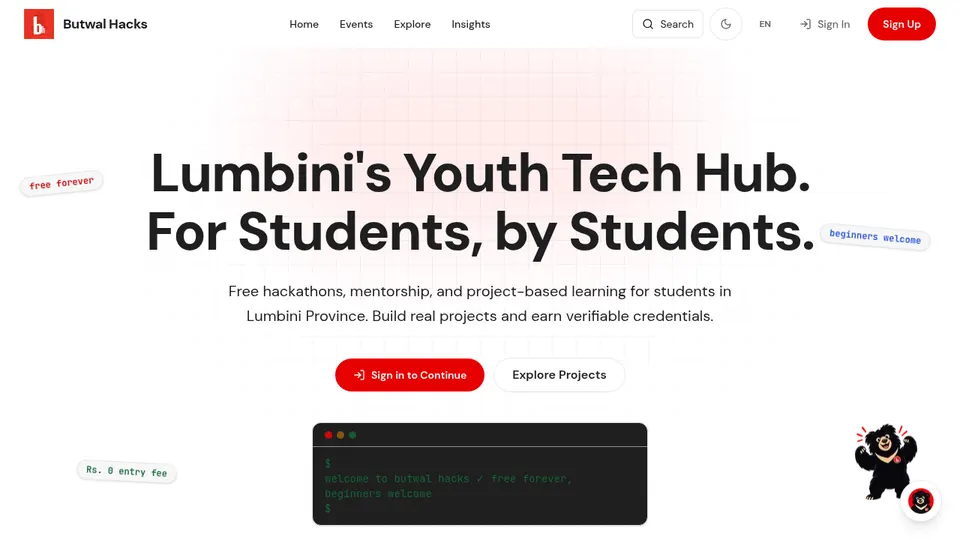 Butwal Hacks
Home Events Explore Insights
Search
EN
Sign In
Sign Up
free forever
Lumbini's Youth Tech Hub.
For Students, by Students.
beginners welcome
Free hackathons, mentorship, and project-based learning for students in
Lumbini Province. Build real projects and earn verifiable credentials.
Sign in to Continue
Explore Projects
Rs. 0 entry fee
$
welcome to butwal hacks ✓ free forever,
beginners welcome
$